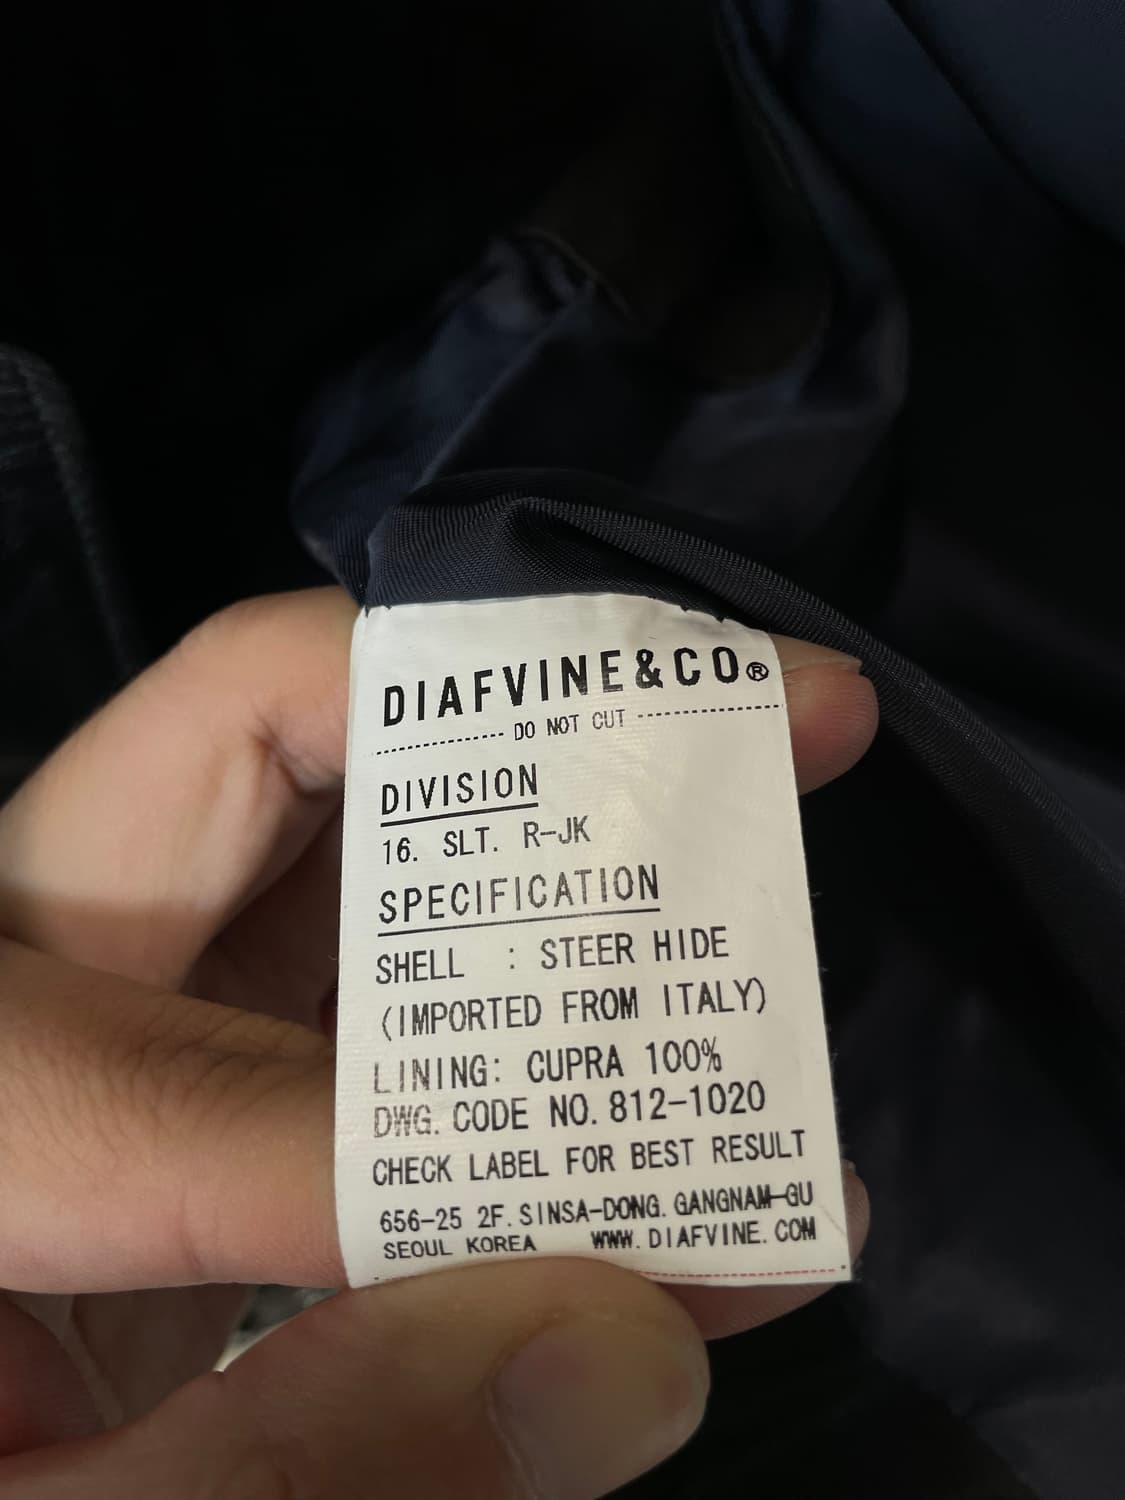 DIAFVINE&CO®
DO NOT CUT
DIVISION
16. SLT. R-JK
SPECIFICATION
SHELL : STEER HIDE
(IMPORTED FROM ITALY)
LINING: CUPRA 100%
DWG. CODE NO. 812-1020
CHECK LABEL FOR BEST RESULT
656-25 2F. SINSA-DONG. GANGNAM-GU
SEOUL KOREA WWW. DIAFVINE. COM